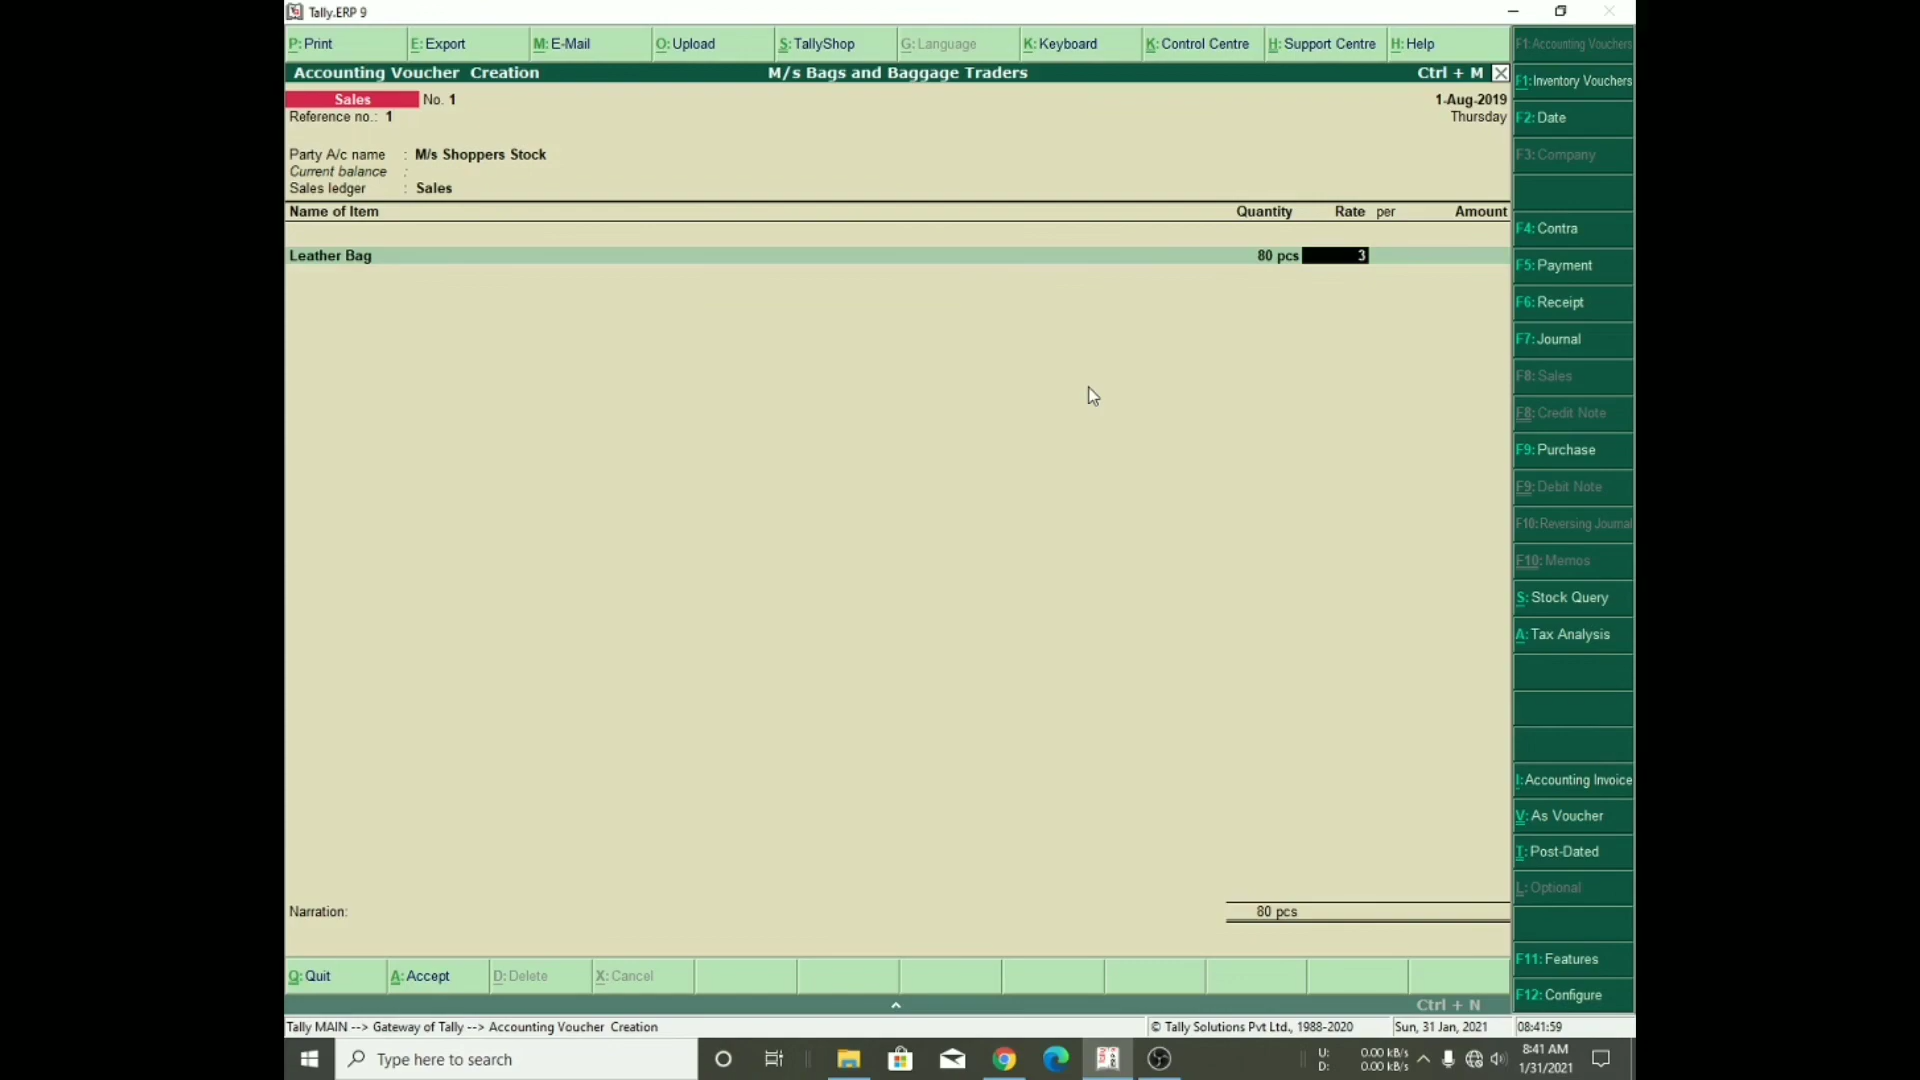 Tally.ERP 9
P: Print E: Export M: E-Mail O: Upload S: TallyShop G: Language K: Keyboard K: Control Centre H: Support Centre H: Help
Accounting Voucher Creation M/s Bags and Baggage Traders Ctrl + M
Sales No. 1 1-Aug-2019
Reference no.: 1 Thursday
Party A/c name : M/s Shoppers Stock
Current balance :
Sales ledger : Sales
Name of Item Quantity Rate per Amount
Leather Bag 80 pcs 3
Narration: 80 pcs
Q: Quit A: Accept D: Delete X: Cancel
Ctrl + N
F1: Accounting Vouchers
F1: Inventory Vouchers
F2: Date
F3: Company
F4: Contra
F5: Payment
F6: Receipt
F7: Journal
F8: Sales
F8: Credit Note
F9: Purchase
F9: Debit Note
F10: Reversing Journal
F10: Memos
S: Stock Query
A: Tax Analysis
I: Accounting Invoice
V: As Voucher
T: Post-Dated
L: Optional
F11: Features
F12: Configure
Tally MAIN --> Gateway of Tally --> Accounting Voucher Creation © Tally Solutions Pvt Ltd., 1988-2020 Sun, 31 Jan, 2021 08:41:59
Type here to search
U: 0.00 kB/s
D: 0.00 kB/s
8:41 AM
1/31/2021